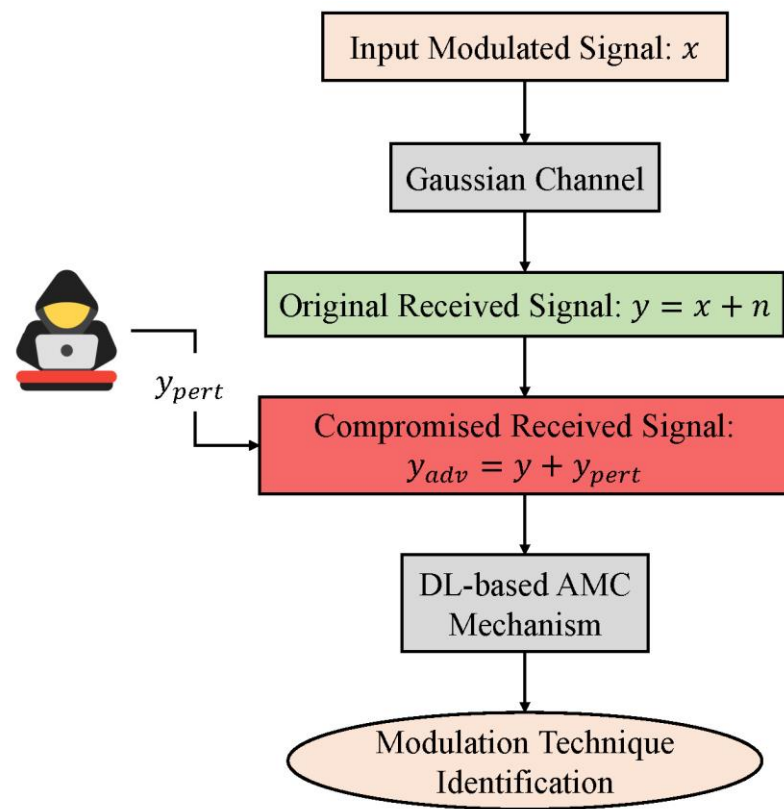 Input Modulated Signal: x
Gaussian Channel
Original Received Signal: y = x + n
y_pert
Compromised Received Signal:
y_adv = y + y_pert
DL-based AMC
Mechanism
Modulation Technique
Identification